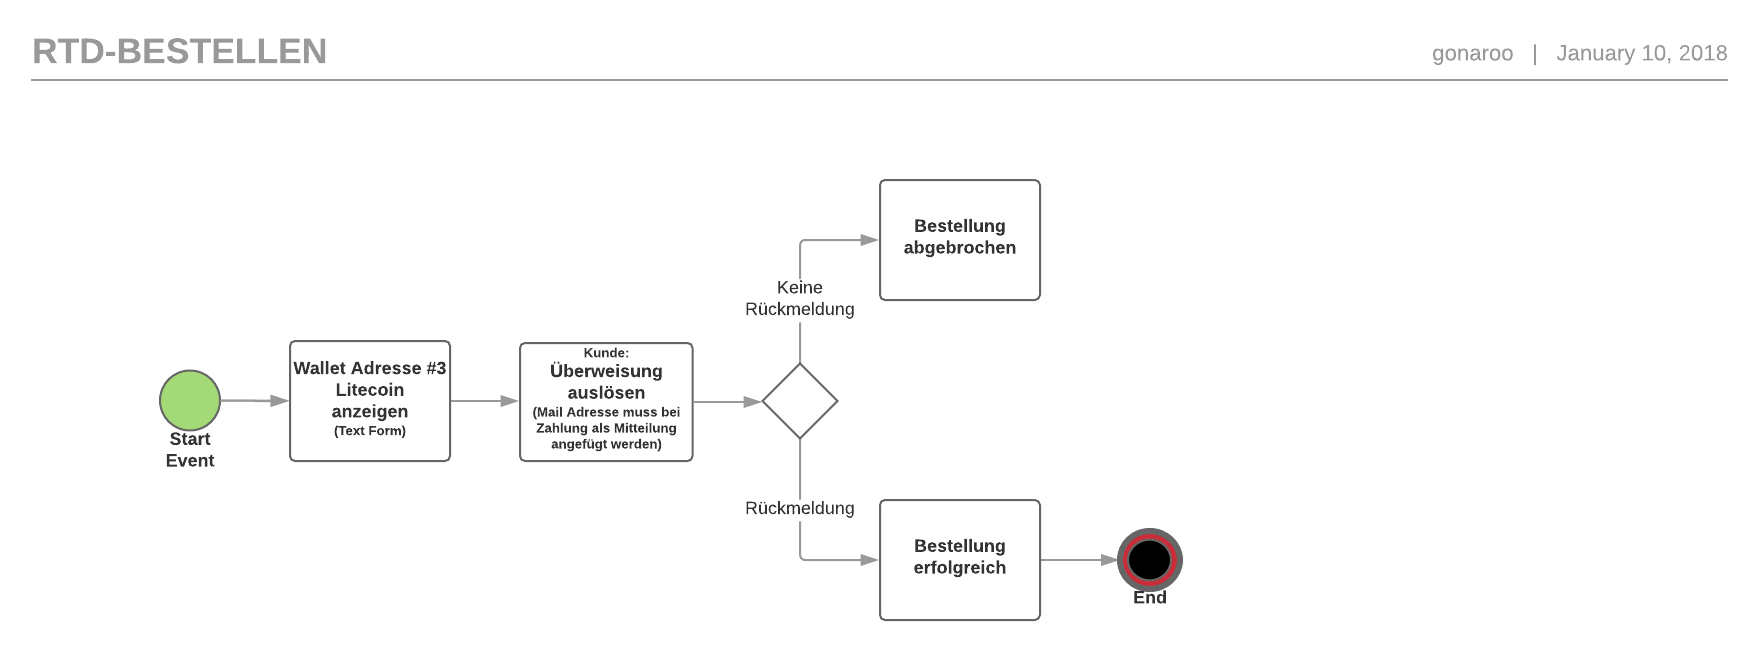 RTD-BESTELLEN
gonaroo | January 10, 2018
Bestellung
abgebrochen
Keine
Rückmeldung
Start
Event
Wallet Adresse #3
Litecoin
anzeigen
(Text Form)
Kunde:
Überweisung
auslösen
(Mail Adresse muss bei
Zahlung als Mitteilung
angefügt werden)
Rückmeldung
Bestellung
erfolgreich
End